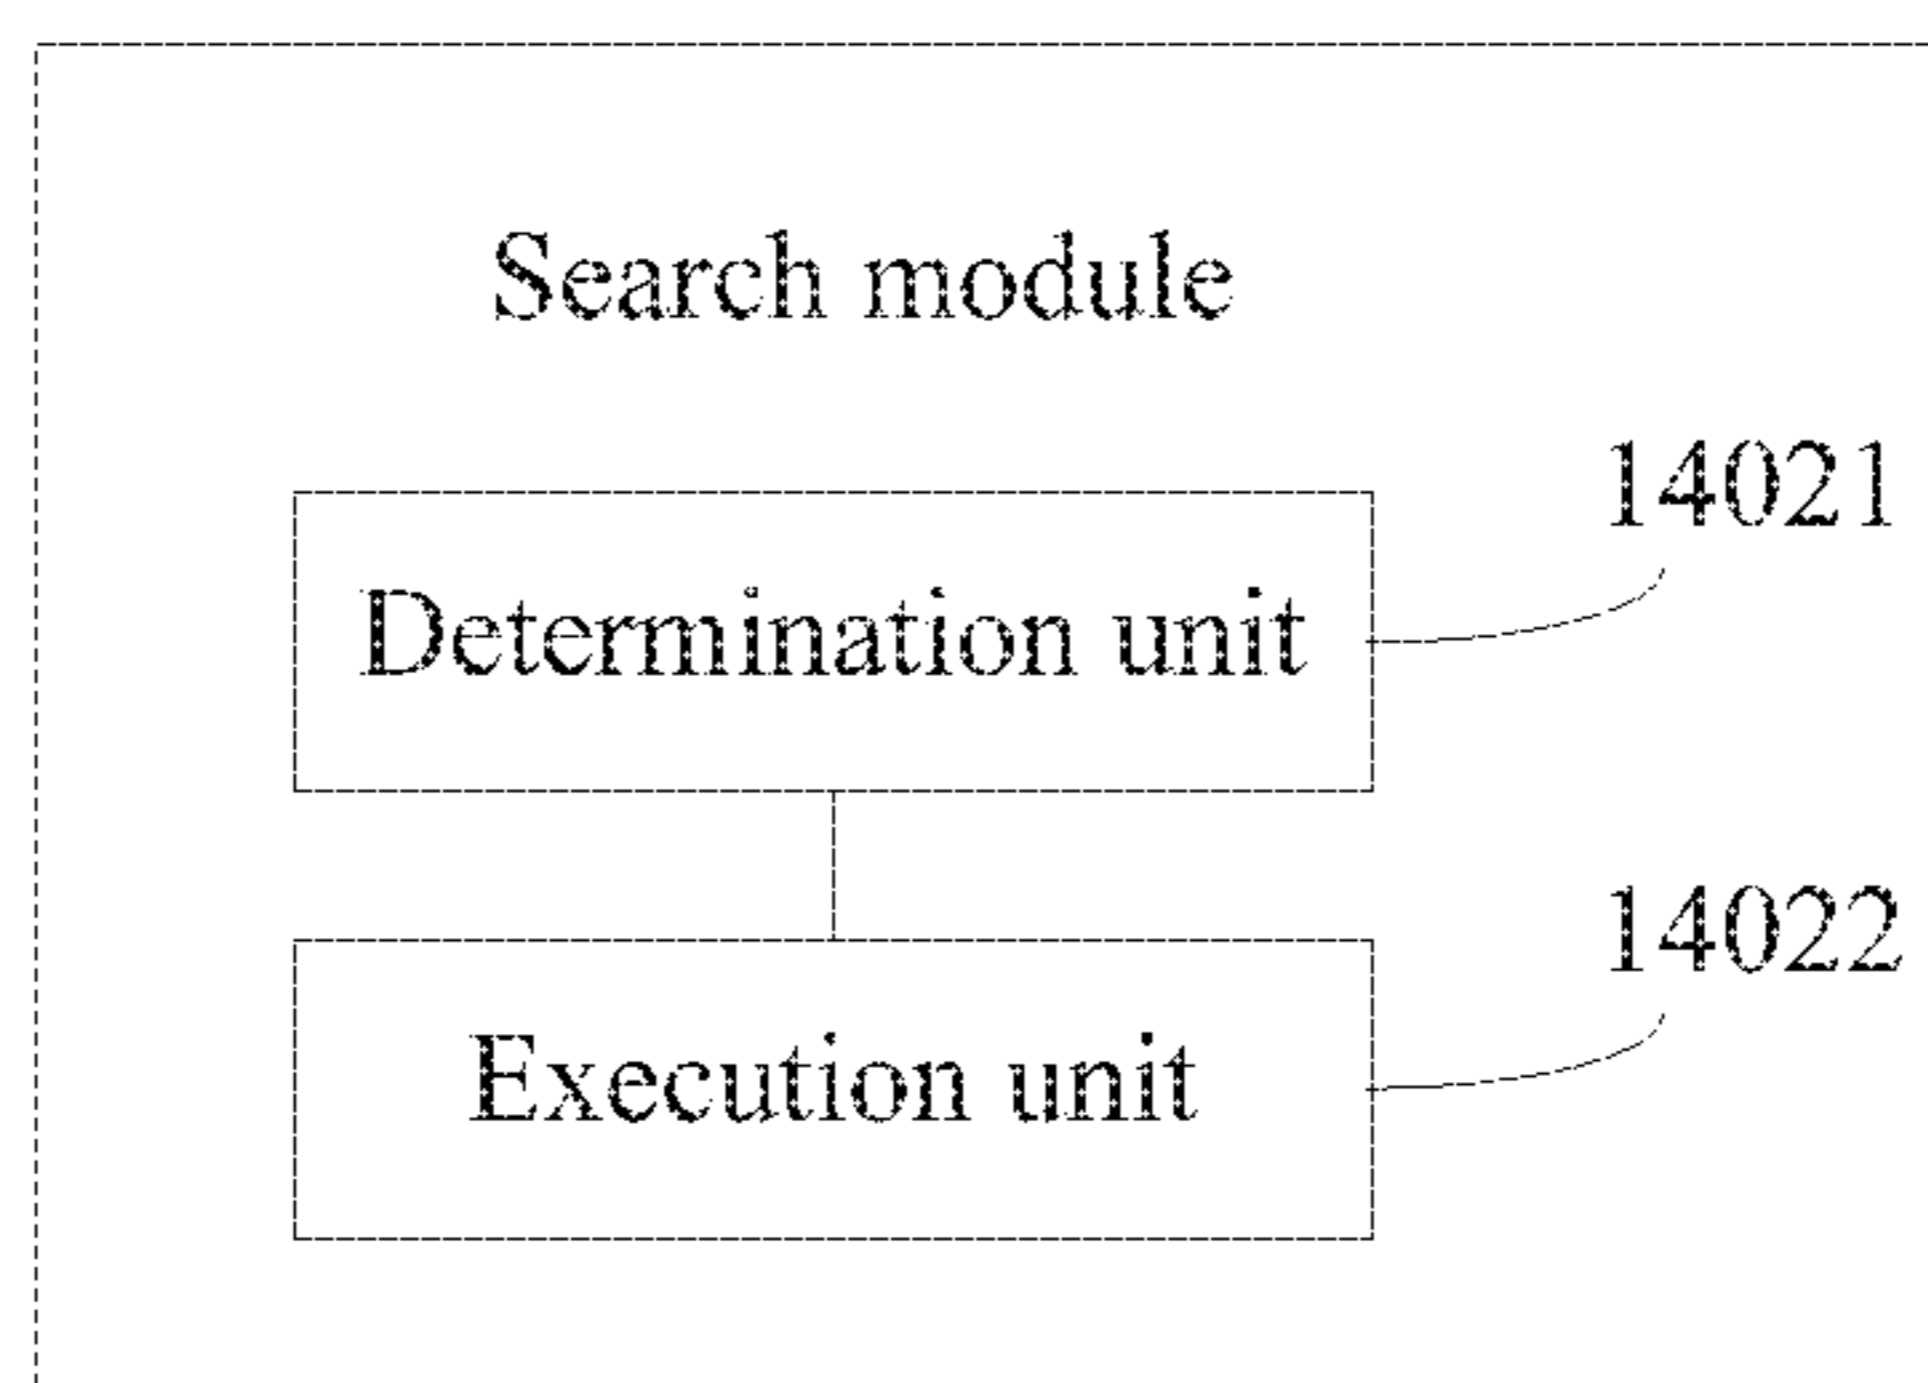 Search module
14021
Determination unit
14022
Execution unit